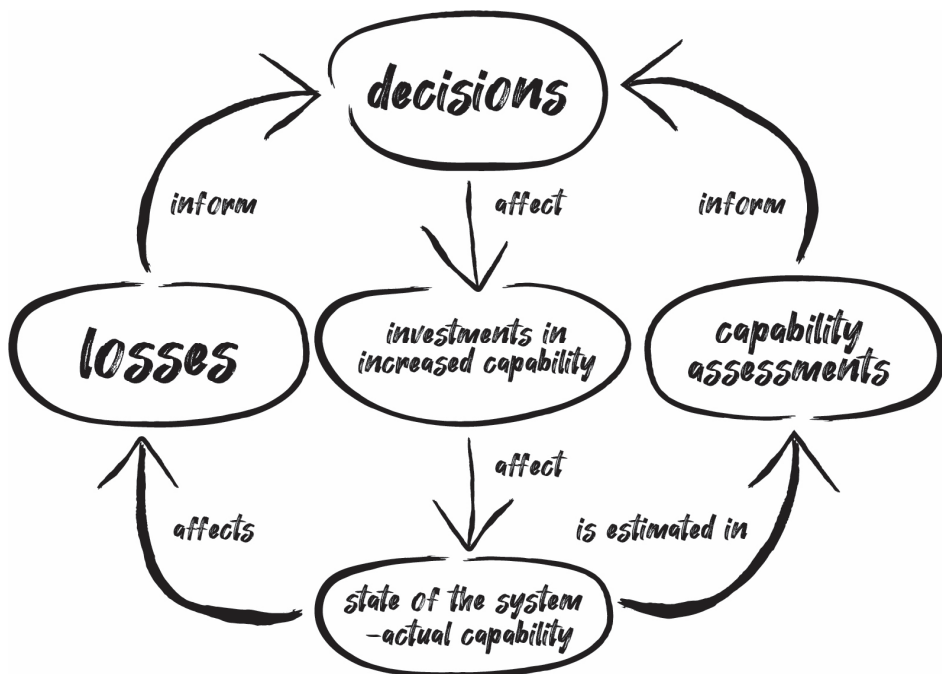 decisions
inform
affect
inform
losses
investments in
increased capability
capability
assessments
affect
affects
is estimated in
state of the system
-actual capability